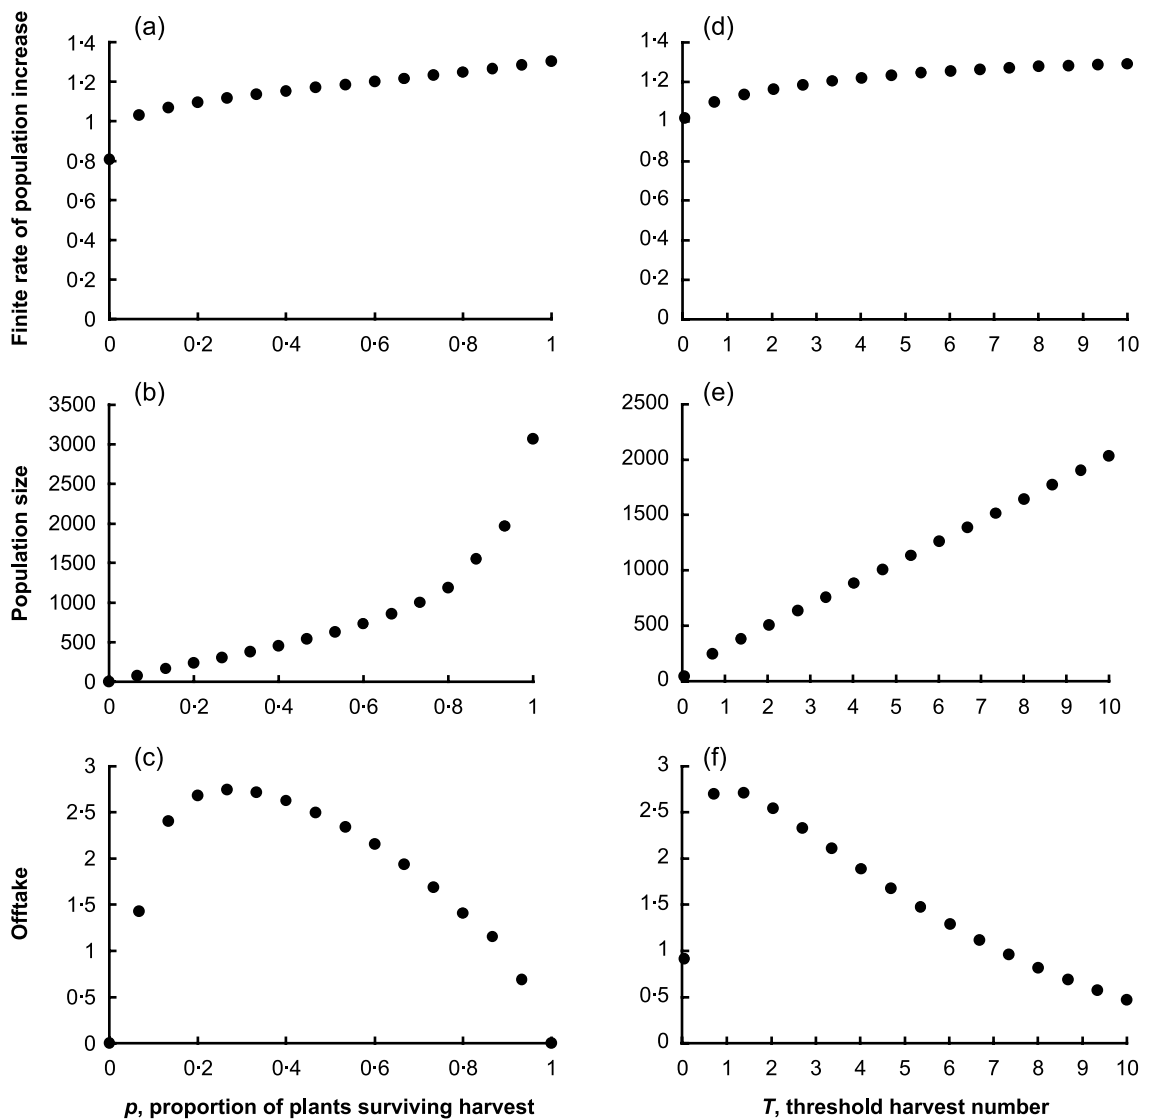 (a)
Finite rate of population increase
1·4
1·2
1
0·8
0·6
0·4
0·2
0
0 0·2 0·4 0·6 0·8 1
(d)
1·4
1·2
1
0·8
0·6
0·4
0·2
0
0 1 2 3 4 5 6 7 8 9 10
(b)
Population size
3500
3000
2500
2000
1500
1000
500
0
0 0·2 0·4 0·6 0·8 1
(e)
2500
2000
1500
1000
500
0
0 1 2 3 4 5 6 7 8 9 10
(c)
Offtake
3
2·5
2
1·5
1
0·5
0
0 0·2 0·4 0·6 0·8 1
p, proportion of plants surviving harvest
(f)
3
2·5
2
1·5
1
0·5
0
0 1 2 3 4 5 6 7 8 9 10
T, threshold harvest number